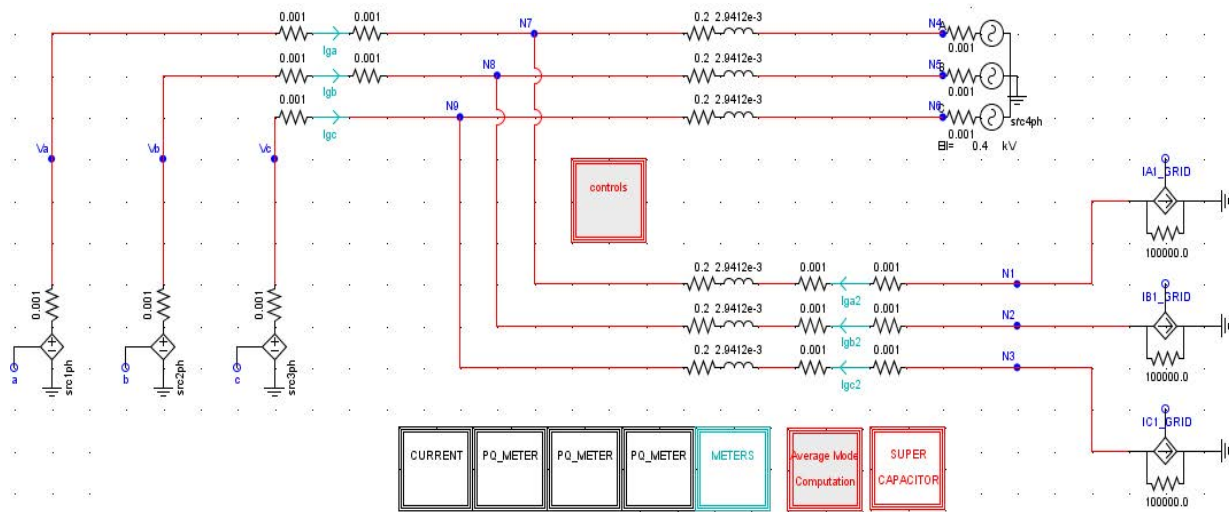 0.001 0.001 N7 0.2 2.9412e-3 N4 A
Iga 0.001
0.001 0.001 N8 0.2 2.9412e-3 N5 B
Igb 0.001
0.001 N9 0.2 2.9412e-3 N6 C
Igc 0.001 src4ph
Ell= 0.4 kV
Va Vb Vc
controls
IA1_GRID
100000.0
0.2 2.9412e-3 0.001 0.001 N1
Iga2
0.001 0.001 0.001
IB1_GRID
0.2 2.9412e-3 0.001 0.001 N2
Igb2
100000.0
0.2 2.9412e-3 0.001 0.001 N3
Igc2
a src1ph b src2ph c src3ph
IC1_GRID
100000.0
CURRENT PQ_METER PQ_METER PQ_METER METERS
Average Mode
Computation
SUPER
CAPACITOR